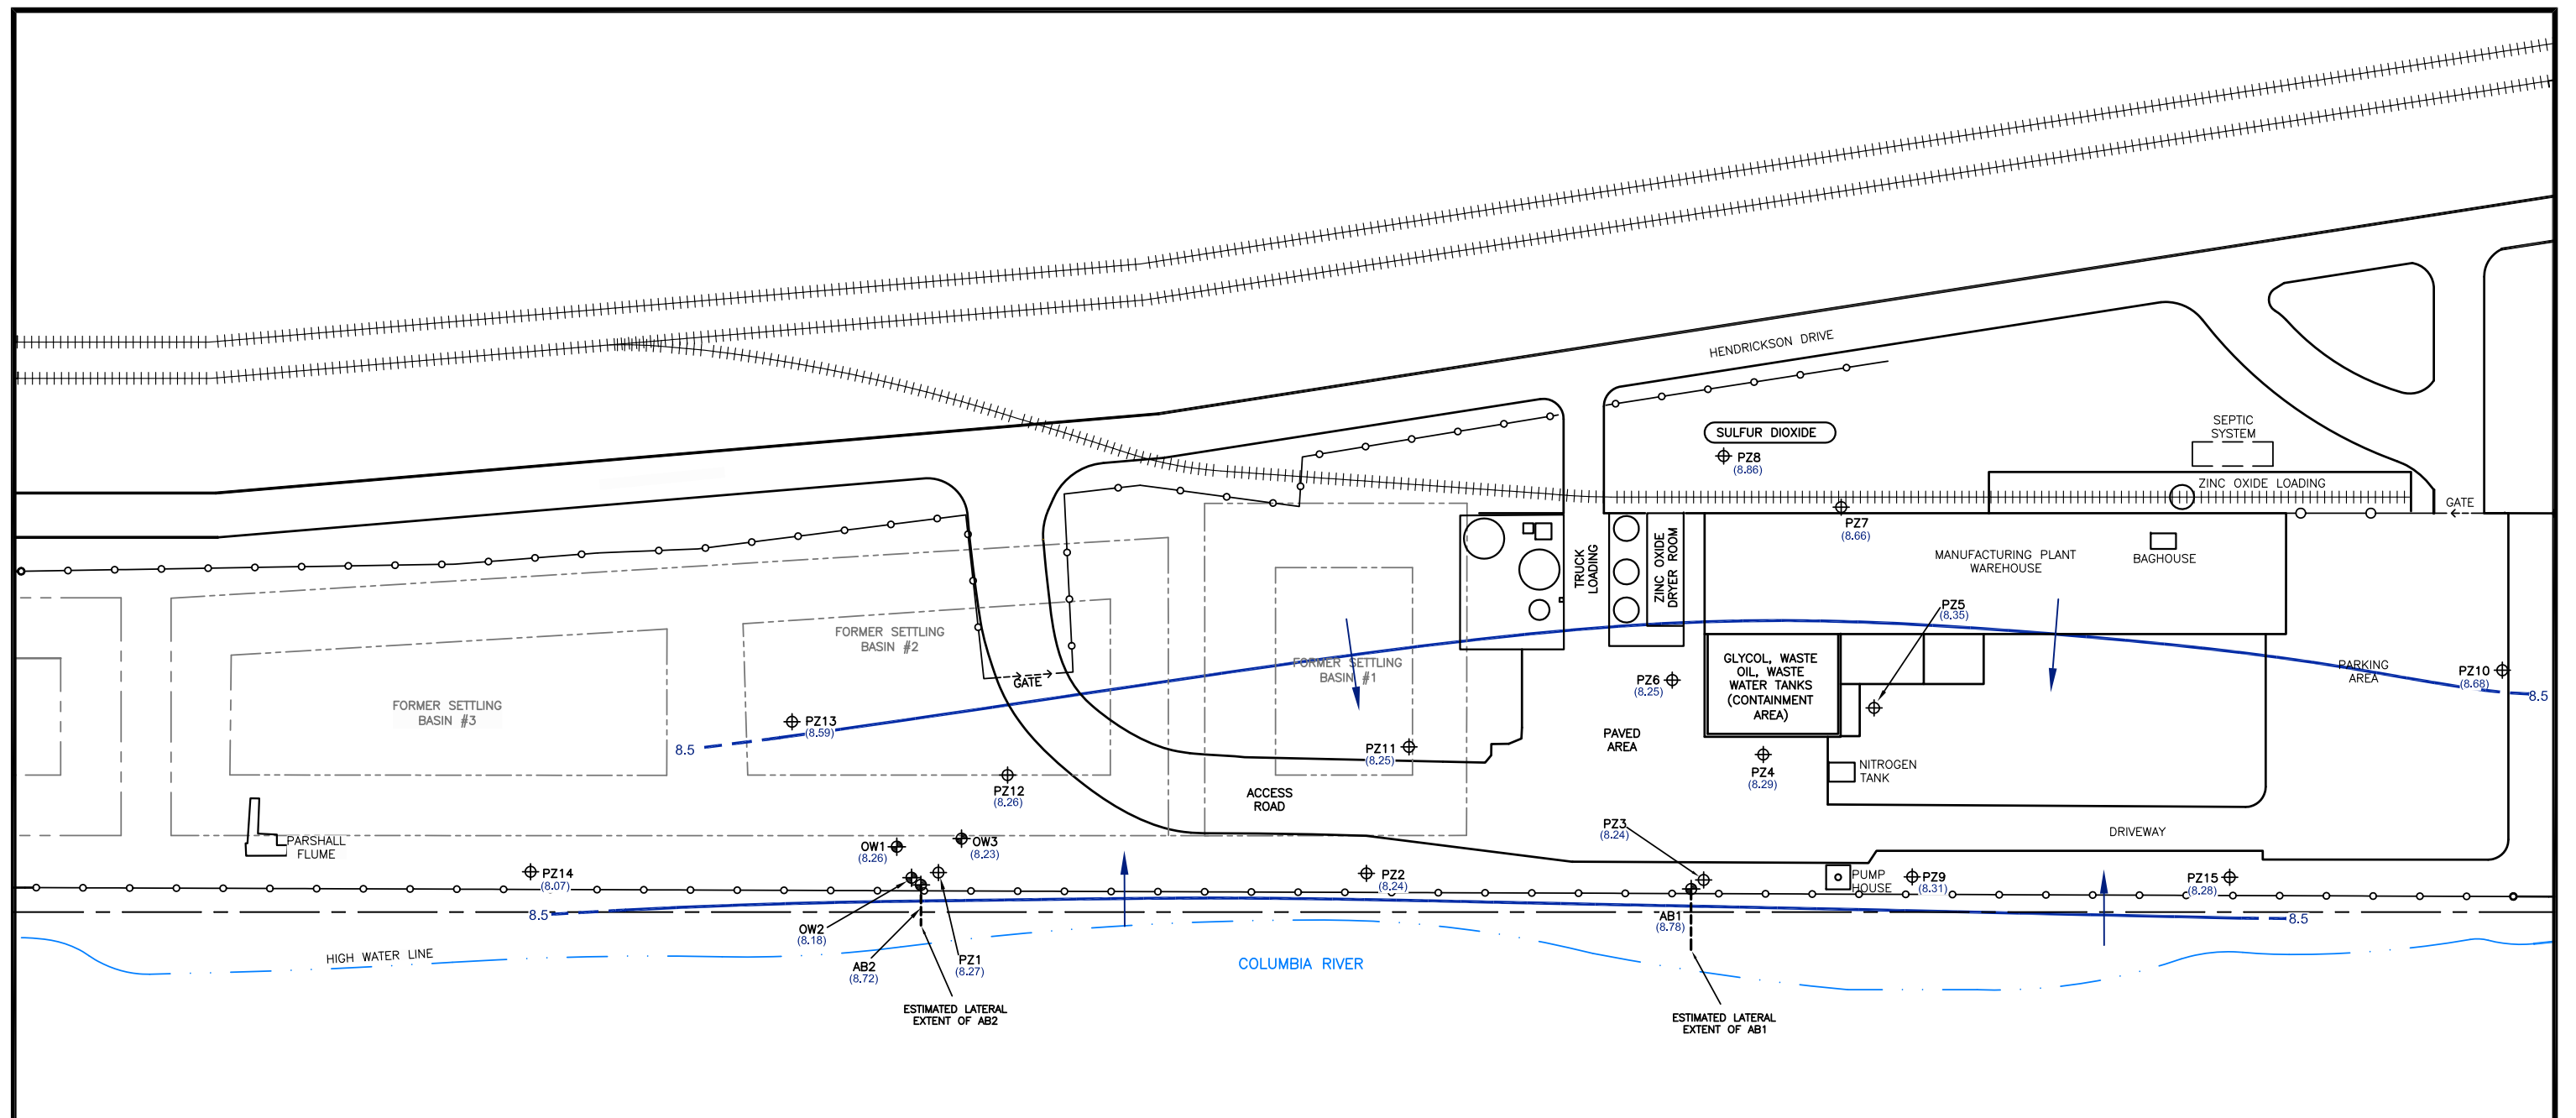 HENDRICKSON DRIVE
SULFUR DIOXIDE
PZ8
(8.86)
SEPTIC
SYSTEM
ZINC OXIDE LOADING
GATE
PZ7
(8.66)
TRUCK
LOADING
ZINC OXIDE
DRYER ROOM
MANUFACTURING PLANT
WAREHOUSE
BAGHOUSE
PZ5
(8.35)
FORMER SETTLING
BASIN #2
FORMER SETTLING
BASIN #1
GATE
GLYCOL, WASTE
OIL, WASTE
WATER TANKS
(CONTAINMENT
AREA)
PZ6
(8.25)
PARKING
AREA
PZ10
(8.68)
8.5
FORMER SETTLING
BASIN #3
PZ13
(8.59)
8.5
PAVED
AREA
PZ11
(8.25)
PZ4
(8.29)
NITROGEN
TANK
PZ12
(8.26)
ACCESS
ROAD
PZ3
(8.24)
DRIVEWAY
PARSHALL
FLUME
OW1
(8.26)
OW3
(8.23)
PZ14
(8.07)
PZ2
(8.24)
PUMP
HOUSE
PZ9
(8.31)
PZ15
(8.28)
8.5
AB1
(8.78)
8.5
OW2
(8.18)
HIGH WATER LINE
COLUMBIA RIVER
AB2
(8.72)
PZ1
(8.27)
ESTIMATED LATERAL
EXTENT OF AB2
ESTIMATED LATERAL
EXTENT OF AB1